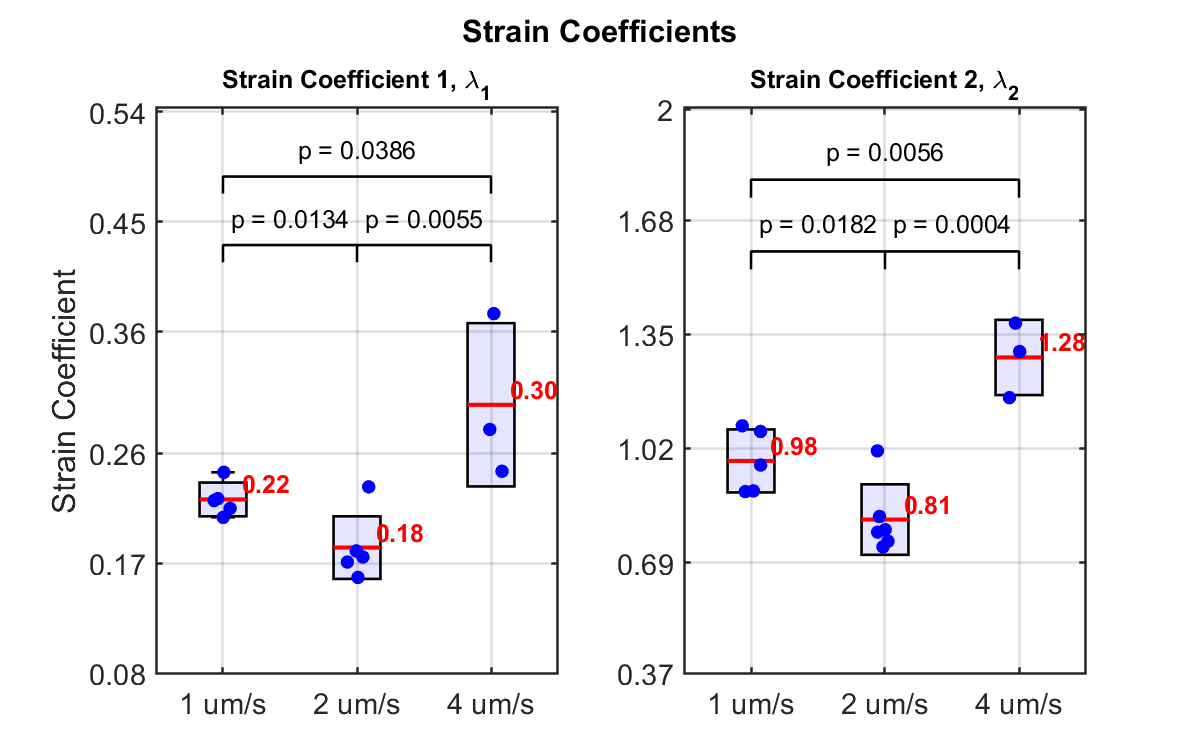 Strain Coefficients
Strain Coefficient 1, λ1
Strain Coefficient
0.54
0.45
0.36
0.26
0.17
0.08
p = 0.0386
p = 0.0134
p = 0.0055
0.22
0.18
0.30
1 um/s
2 um/s
4 um/s
Strain Coefficient 2, λ2
2
1.68
1.35
1.02
0.69
0.37
p = 0.0056
p = 0.0182
p = 0.0004
0.98
0.81
1.28
1 um/s
2 um/s
4 um/s